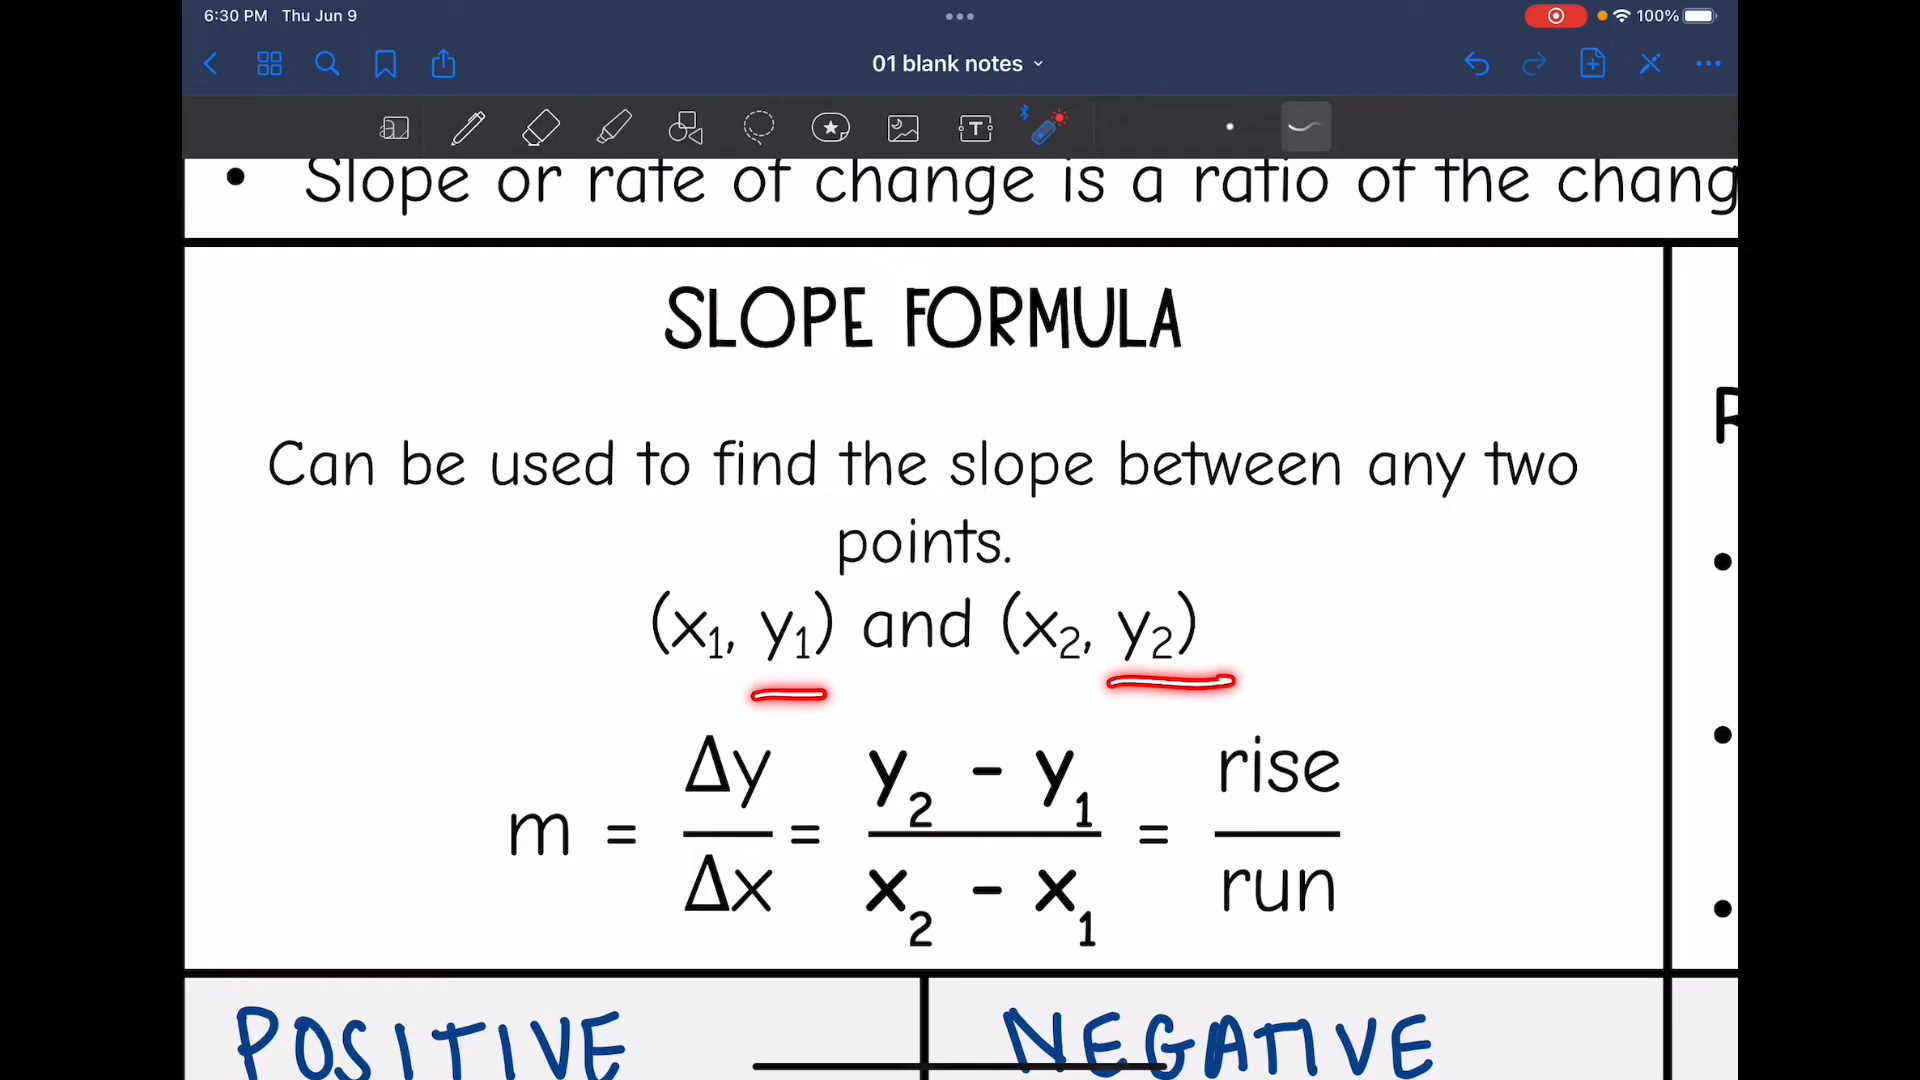 6:30 PM Thu Jun 9
100%
01 blank notes
T
• Slope or rate of change is a ratio of the chang
SLOPE FORMULA
Can be used to find the slope between any two
points.
(x₁, y₁) and (x₂, y₂)
m = Δy/Δx = y₂ - y₁/x₂ - x₁ = rise/run
POSITIVE
NEGATIVE